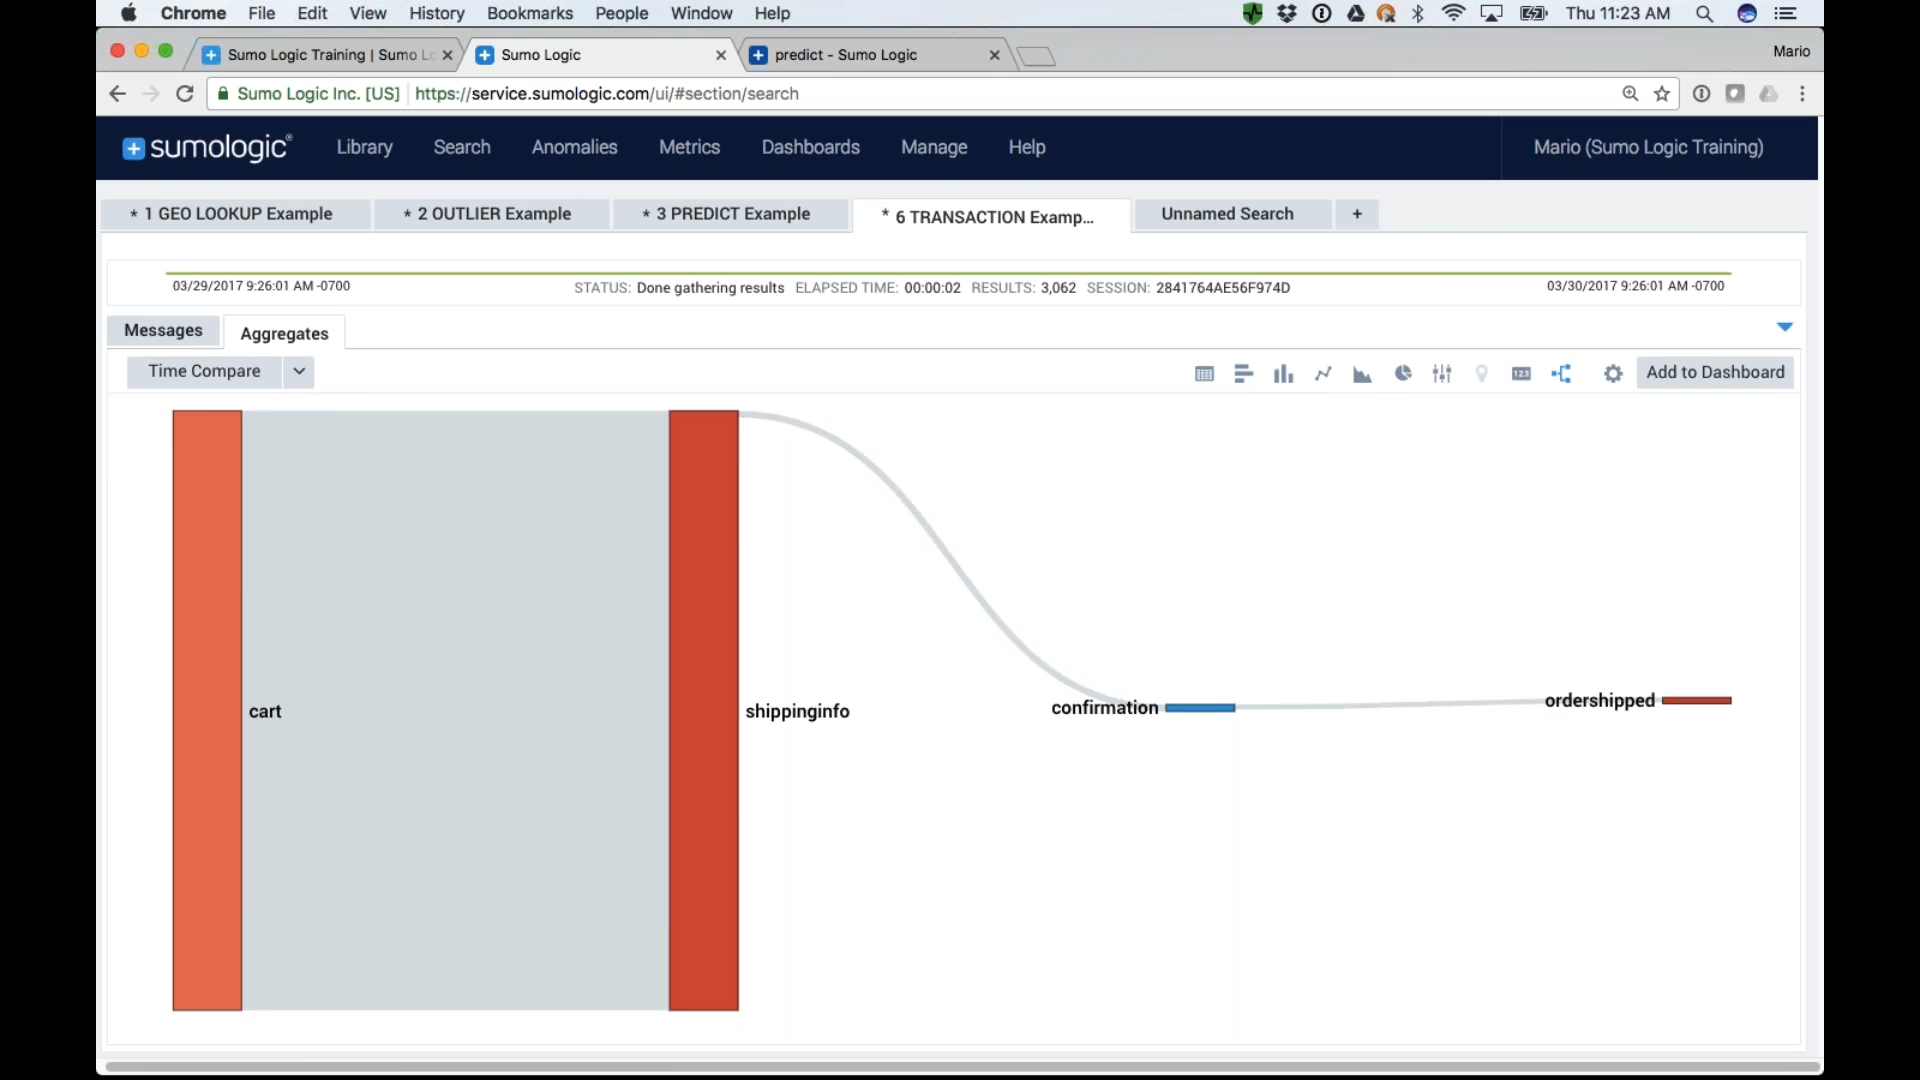 Chrome File Edit View History Bookmarks People Window Help Thu 11:23 AM
Sumo Logic Training | Sumo Lo Sumo Logic predict - Sumo Logic Mario
Sumo Logic Inc. [US] https://service.sumologic.com/ui/#section/search
sumologic Library Search Anomalies Metrics Dashboards Manage Help Mario (Sumo Logic Training)
* 1 GEO LOOKUP Example * 2 OUTLIER Example * 3 PREDICT Example * 6 TRANSACTION Examp... Unnamed Search +
03/29/2017 9:26:01 AM -0700 STATUS: Done gathering results ELAPSED TIME: 00:00:02 RESULTS: 3,062 SESSION: 2841764AE56F974D 03/30/2017 9:26:01 AM -0700
Messages Aggregates
Time Compare 123 Add to Dashboard
cart shippinginfo confirmation ordershipped